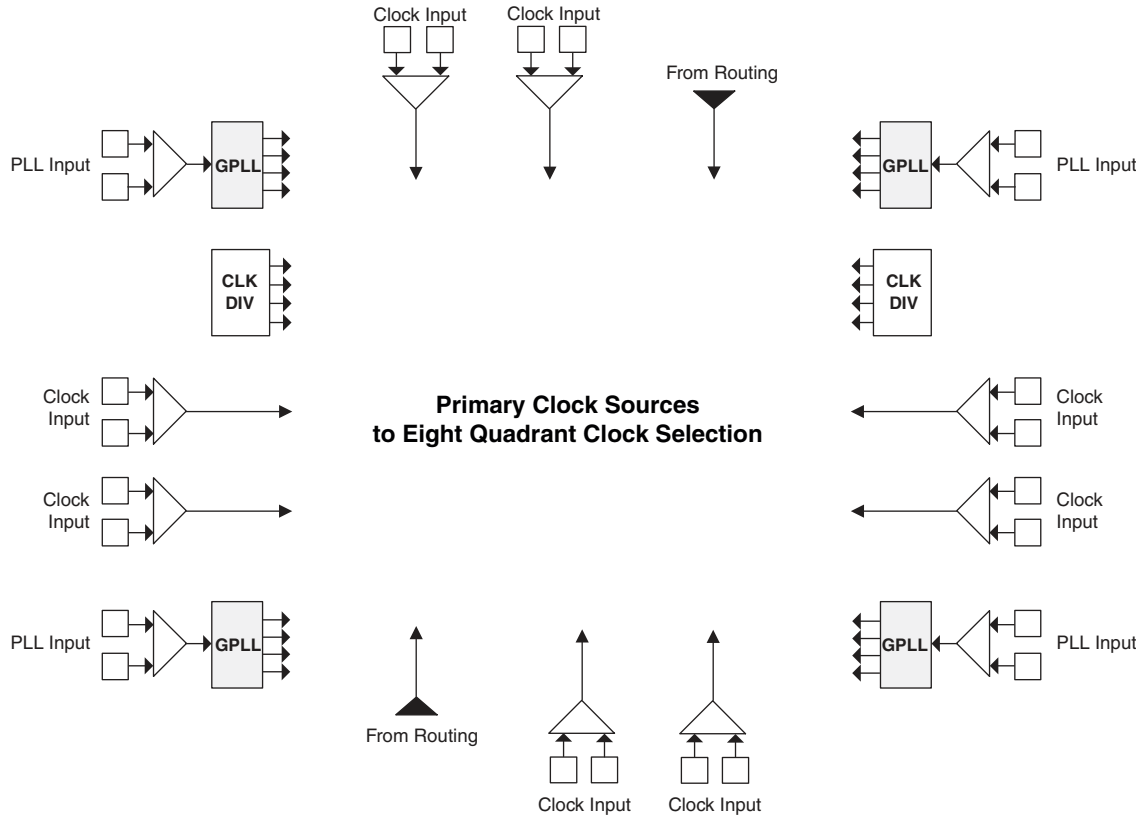 Clock Input
Clock Input
From Routing
PLL Input
GPLL
GPLL
PLL Input
CLK
DIV
CLK
DIV
Clock
Input
Primary Clock Sources
to Eight Quadrant Clock Selection
Clock
Input
Clock
Input
Clock
Input
PLL Input
GPLL
GPLL
PLL Input
From Routing
Clock Input
Clock Input